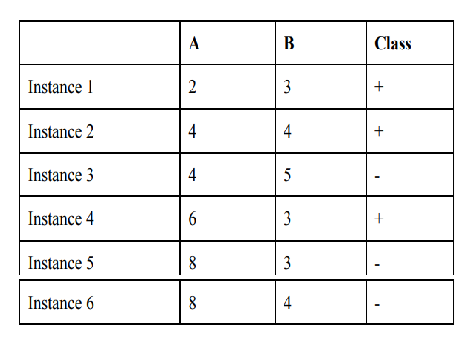 A B Class
Instance 1 2 3 +
Instance 2 4 4 +
Instance 3 4 5 -
Instance 4 6 3 +
Instance 5 8 3 -
Instance 6 8 4 -